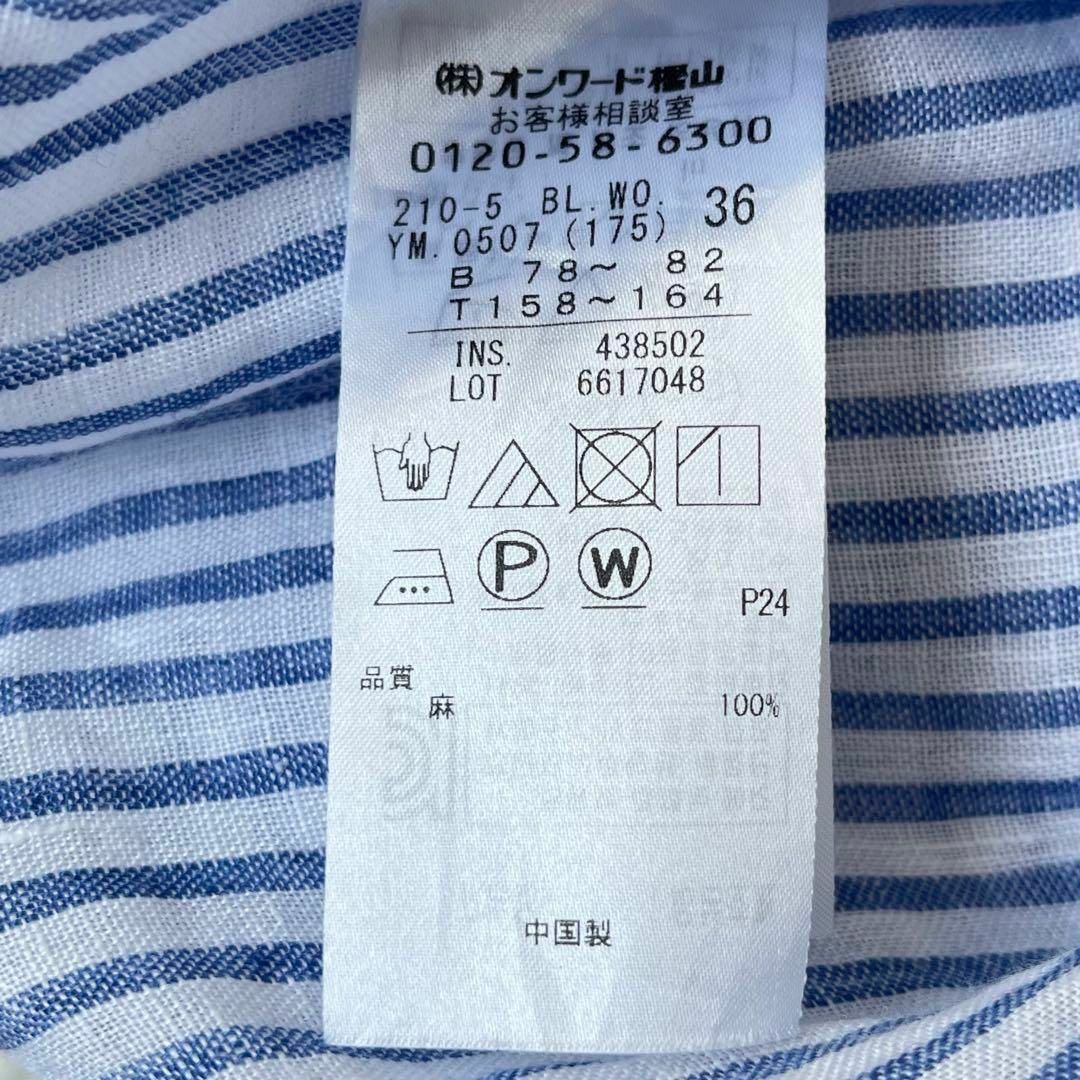 (株)オンワード樫山
お客様相談室
0120-58-6300
210-5 BL.WO. 36
YM.0507 (175)
B 78～ 82
T158～164
INS. 438502
LOT 6617048
P W
P24
品質
麻 100%
中国製